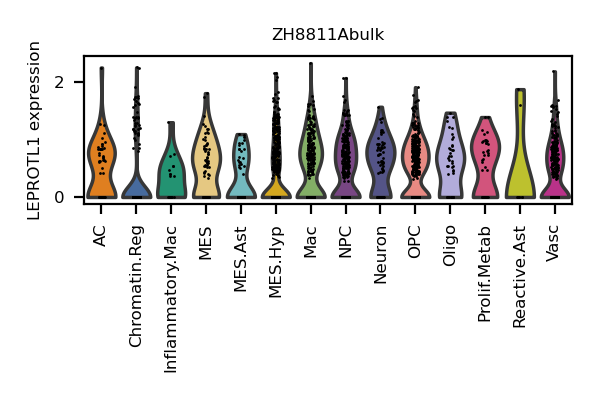 ZH8811Abulk
LEPROTL1 expression
2
0
AC
Chromatin.Reg
Inflammatory.Mac
MES
MES.Ast
MES.Hyp
Mac
NPC
Neuron
OPC
Oligo
Prolif.Metab
Reactive.Ast
Vasc